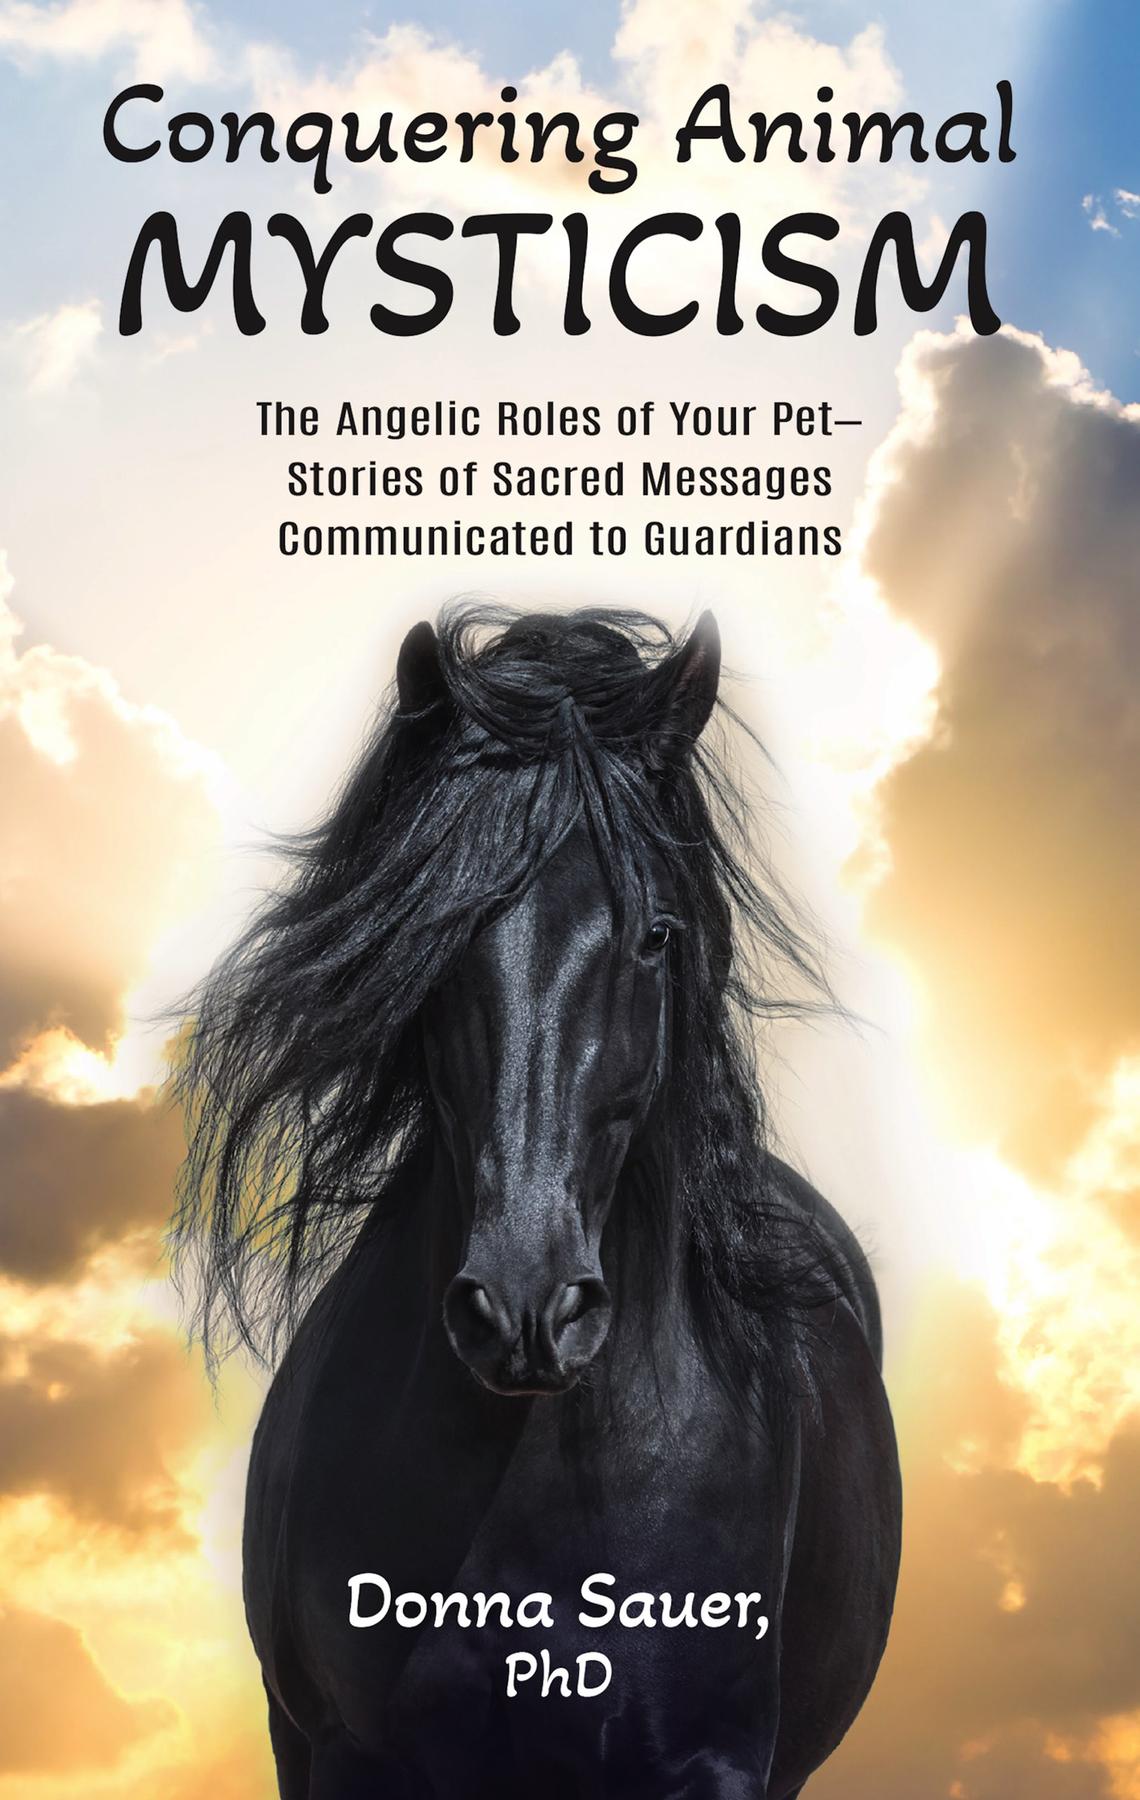 Conquering Animal
MYSTICISM
The Angelic Roles of Your Pet—
Stories of Sacred Messages
Communicated to Guardians
Donna Sauer,
PhD